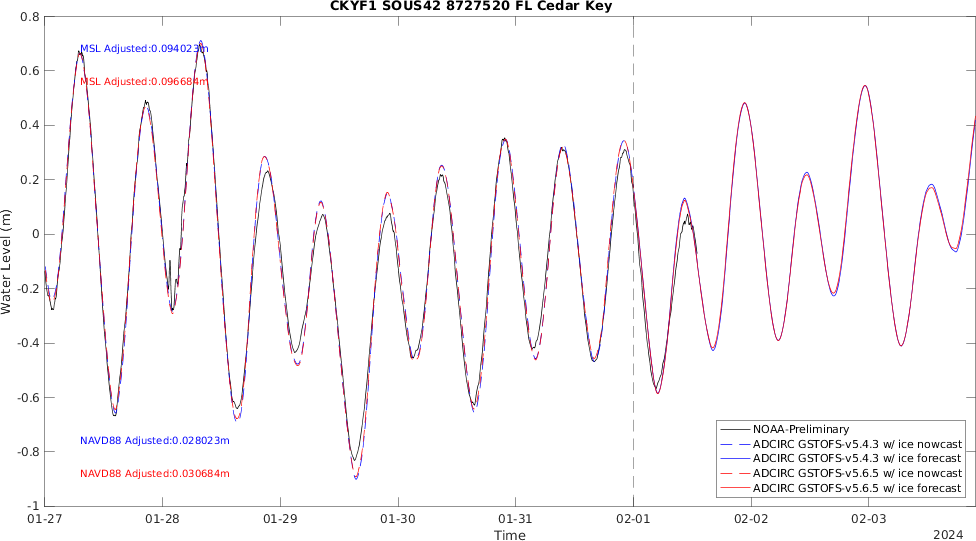 CKYF1 SOUS42 8727520 FL Cedar Key
0.8
0.6
0.4
0.2
0
-0.2
-0.4
-0.6
-0.8
-1
Water Level (m)
MSL Adjusted:0.094023m
MSL Adjusted:0.096684m
NAVD88 Adjusted:0.028023m
NAVD88 Adjusted:0.030684m
NOAA-Preliminary
ADCIRC GSTOFS-v5.4.3 w/ ice nowcast
ADCIRC GSTOFS-v5.4.3 w/ ice forecast
ADCIRC GSTOFS-v5.6.5 w/ ice nowcast
ADCIRC GSTOFS-v5.6.5 w/ ice forecast
01-27 01-28 01-29 01-30 01-31 02-01 02-02 02-03
Time
2024